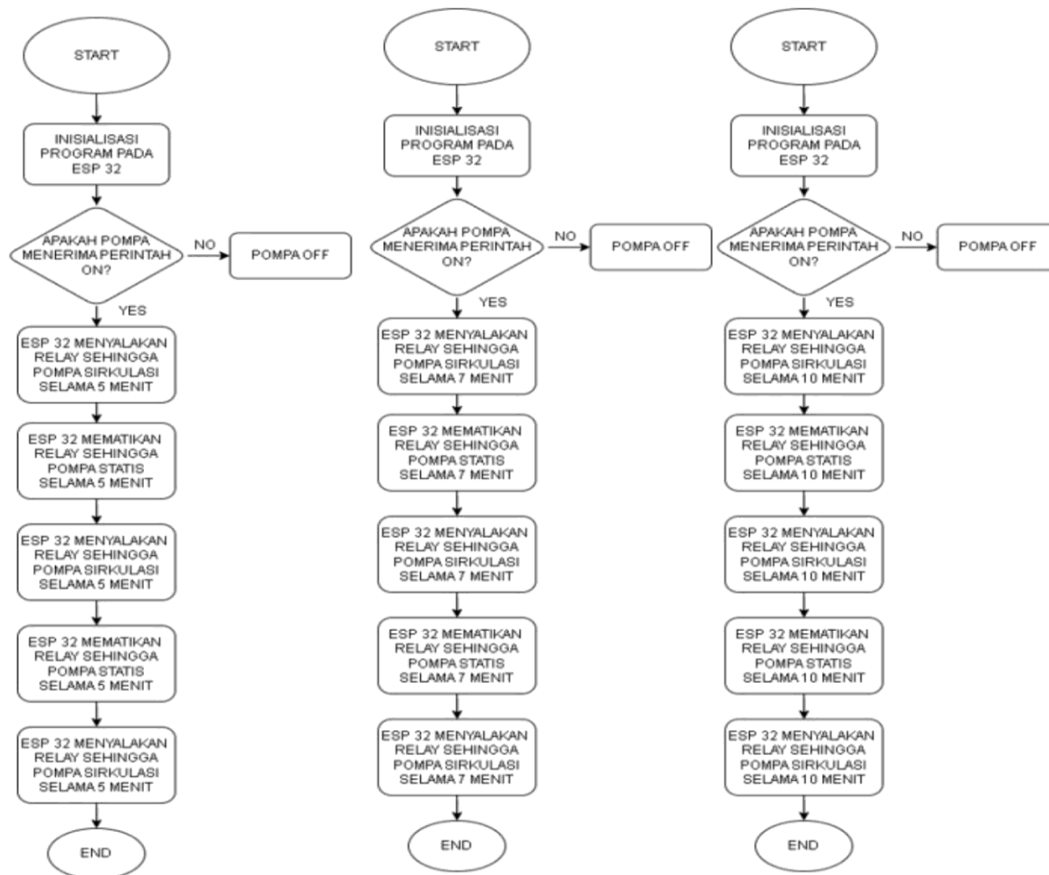 START
INISIALISASI
PROGRAM PADA
ESP 32
APAKAH POMPA
MENERIMA PERINTAH
ON?
NO
POMPA OFF
YES
ESP 32 MENYALAKAN
RELAY SEHINGGA
POMPA SIRKULASI
SELAMA 5 MENIT
ESP 32 MEMATIKAN
RELAY SEHINGGA
POMPA STATIS
SELAMA 5 MENIT
ESP 32 MENYALAKAN
RELAY SEHINGGA
POMPA SIRKULASI
SELAMA 5 MENIT
ESP 32 MEMATIKAN
RELAY SEHINGGA
POMPA STATIS
SELAMA 5 MENIT
ESP 32 MENYALAKAN
RELAY SEHINGGA
POMPA SIRKULASI
SELAMA 5 MENIT
END
START
INISIALISASI
PROGRAM PADA
ESP 32
APAKAH POMPA
MENERIMA PERINTAH
ON?
NO
POMPA OFF
YES
ESP 32 MENYALAKAN
RELAY SEHINGGA
POMPA SIRKULASI
SELAMA 7 MENIT
ESP 32 MEMATIKAN
RELAY SEHINGGA
POMPA STATIS
SELAMA 7 MENIT
ESP 32 MENYALAKAN
RELAY SEHINGGA
POMPA SIRKULASI
SELAMA 7 MENIT
ESP 32 MEMATIKAN
RELAY SEHINGGA
POMPA STATIS
SELAMA 7 MENIT
ESP 32 MENYALAKAN
RELAY SEHINGGA
POMPA SIRKULASI
SELAMA 7 MENIT
END
START
INISIALISASI
PROGRAM PADA
ESP 32
APAKAH POMPA
MENERIMA PERINTAH
ON?
NO
POMPA OFF
YES
ESP 32 MENYALAKAN
RELAY SEHINGGA
POMPA SIRKULASI
SELAMA 10 MENIT
ESP 32 MEMATIKAN
RELAY SEHINGGA
POMPA STATIS
SELAMA 10 MENIT
ESP 32 MENYALAKAN
RELAY SEHINGGA
POMPA SIRKULASI
SELAMA 10 MENIT
ESP 32 MEMATIKAN
RELAY SEHINGGA
POMPA STATIS
SELAMA 10 MENIT
ESP 32 MENYALAKAN
RELAY SEHINGGA
POMPA SIRKULASI
SELAMA 10 MENIT
END